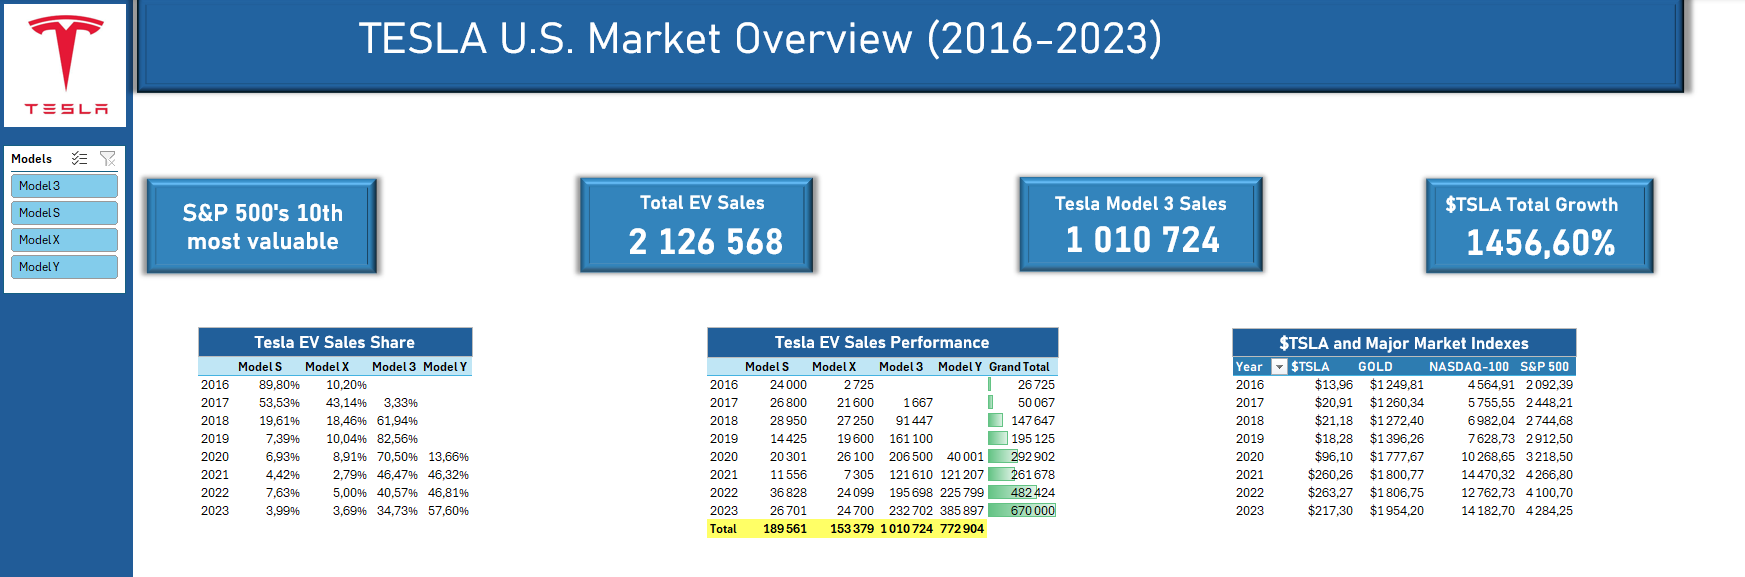 TESLA U.S. Market Overview (2016-2023)
TESLA
Models
Model 3
Model S
Model X
Model Y
S&P 500's 10th
most valuable
Total EV Sales
2 126 568
Tesla Model 3 Sales
1 010 724
$TSLA Total Growth
1456,60%
Tesla EV Sales Share
Model S Model X Model 3 Model Y
2016 89,80% 10,20%
2017 53,53% 43,14% 3,33%
2018 19,61% 18,46% 61,94%
2019 7,39% 10,04% 82,56%
2020 6,93% 8,91% 70,50% 13,66%
2021 4,42% 2,79% 46,47% 46,32%
2022 7,63% 5,00% 40,57% 46,81%
2023 3,99% 3,69% 34,73% 57,60%
Tesla EV Sales Performance
Model S Model X Model 3 Model Y Grand Total
2016 24 000 2 725 26 725
2017 26 800 21 600 1 667 50 067
2018 28 950 27 250 91 447 147 647
2019 14 425 19 600 161 100 195 125
2020 20 301 26 100 206 500 40 001 292 902
2021 11 556 7 305 121 610 121 207 261 678
2022 36 828 24 099 195 698 225 799 482 424
2023 26 701 24 700 232 702 385 897 670 000
Total 189 561 153 379 1 010 724 772 904
$TSLA and Major Market Indexes
Year $TSLA GOLD NASDAQ-100 S&P 500
2016 $13,96 $1 249,81 4 564,91 2 092,39
2017 $20,91 $1 260,34 5 755,55 2 448,21
2018 $21,18 $1 272,40 6 982,04 2 744,68
2019 $18,28 $1 396,26 7 628,73 2 912,50
2020 $96,10 $1 777,67 10 268,65 3 218,50
2021 $260,26 $1 800,77 14 470,32 4 266,80
2022 $263,27 $1 806,75 12 762,73 4 100,70
2023 $217,30 $1 954,20 14 182,70 4 284,25